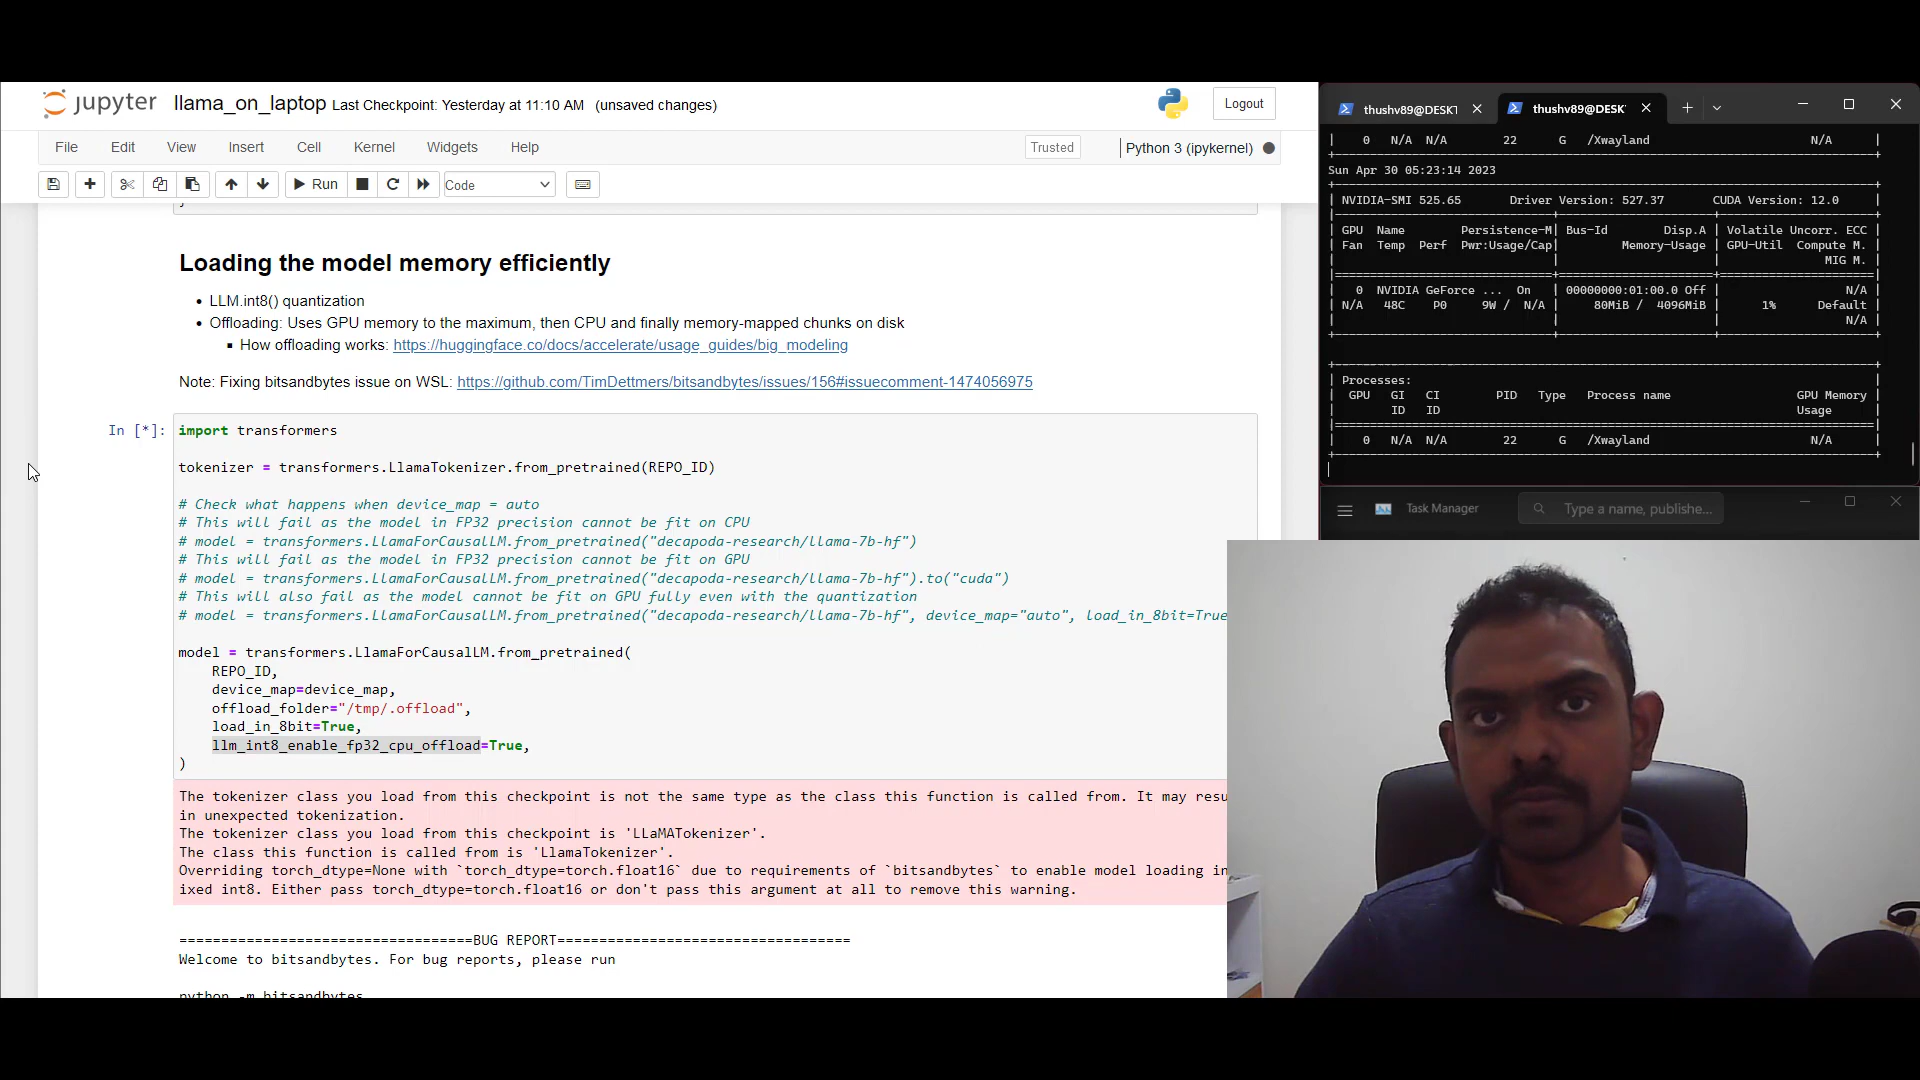 jupyter llama_on_laptop Last Checkpoint: Yesterday at 11:10 AM (unsaved changes)
Logout
File Edit View Insert Cell Kernel Widgets Help
Trusted
Python 3 (ipykernel)
Run
Code
Loading the model memory efficiently
• LLM.int8() quantization
• Offloading: Uses GPU memory to the maximum, then CPU and finally memory-mapped chunks on disk
▪ How offloading works: https://huggingface.co/docs/accelerate/usage_guides/big_modeling
Note: Fixing bitsandbytes issue on WSL: https://github.com/TimDettmers/bitsandbytes/issues/156#issuecomment-1474056975
In [*]:
import transformers
tokenizer = transformers.LlamaTokenizer.from_pretrained(REPO_ID)
# Check what happens when device_map = auto
# This will fail as the model in FP32 precision cannot be fit on CPU
# model = transformers.LlamaForCausalLM.from_pretrained("decapoda-research/llama-7b-hf")
# This will fail as the model in FP32 precision cannot be fit on GPU
# model = transformers.LlamaForCausalLM.from_pretrained("decapoda-research/llama-7b-hf").to("cuda")
# This will also fail as the model cannot be fit on GPU fully even with the quantization
# model = transformers.LlamaForCausalLM.from_pretrained("decapoda-research/llama-7b-hf", device_map="auto", load_in_8bit=True
model = transformers.LlamaForCausalLM.from_pretrained(
    REPO_ID,
    device_map=device_map,
    offload_folder="/tmp/.offload",
    load_in_8bit=True,
    llm_int8_enable_fp32_cpu_offload=True,
)
The tokenizer class you load from this checkpoint is not the same type as the class this function is called from. It may resu
in unexpected tokenization.
The tokenizer class you load from this checkpoint is 'LLaMATokenizer'.
The class this function is called from is 'LlamaTokenizer'.
Overriding torch_dtype=None with `torch_dtype=torch.float16` due to requirements of `bitsandbytes` to enable model loading in
ixed int8. Either pass torch_dtype=torch.float16 or don't pass this argument at all to remove this warning.
===================================BUG REPORT===================================
Welcome to bitsandbytes. For bug reports, please run
python -m bitsandbytes
thushv89@DESKT
thushv89@DESK'
| 0 N/A N/A 22 G /Xwayland N/A |
Sun Apr 30 05:23:14 2023
| NVIDIA-SMI 525.65 Driver Version: 527.37 CUDA Version: 12.0 |
| GPU Name Persistence-M| Bus-Id Disp.A | Volatile Uncorr. ECC |
| Fan Temp Perf Pwr:Usage/Cap| Memory-Usage | GPU-Util Compute M. |
| | | MIG M. |
| 0 NVIDIA GeForce ... On | 00000000:01:00.0 Off | N/A |
| N/A 48C P0 9W / N/A | 80MiB / 4096MiB | 1% Default |
| | | N/A |
| Processes: |
| GPU GI CI PID Type Process name GPU Memory |
| ID ID Usage |
| 0 N/A N/A 22 G /Xwayland N/A |
Task Manager
Type a name, publishe...